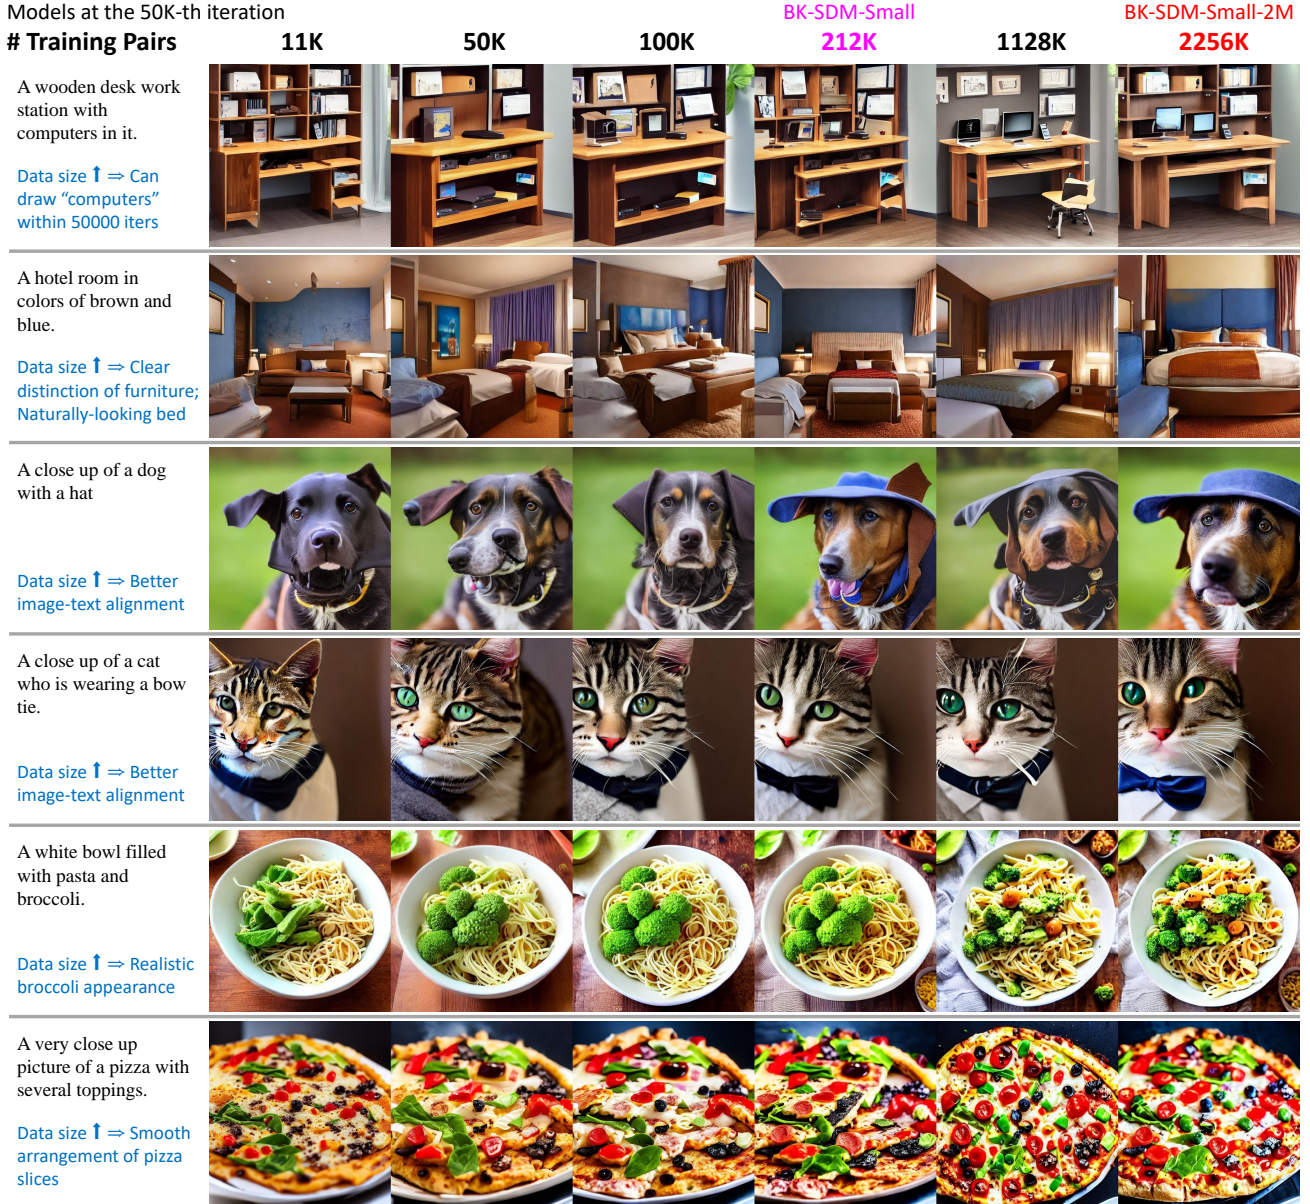 Models at the 50K-th iteration
BK-SDM-Small
BK-SDM-Small-2M
# Training Pairs
11K
50K
100K
212K
1128K
2256K
A wooden desk work
station with
computers in it.
Data size ⬆ ⇒ Can
draw “computers”
within 50000 iters
A hotel room in
colors of brown and
blue.
Data size ⬆ ⇒ Clear
distinction of furniture;
Naturally-looking bed
A close up of a dog
with a hat
Data size ⬆ ⇒ Better
image-text alignment
A close up of a cat
who is wearing a bow
tie.
Data size ⬆ ⇒ Better
image-text alignment
A white bowl filled
with pasta and
broccoli.
Data size ⬆ ⇒ Realistic
broccoli appearance
A very close up
picture of a pizza with
several toppings.
Data size ⬆ ⇒ Smooth
arrangement of pizza
slices